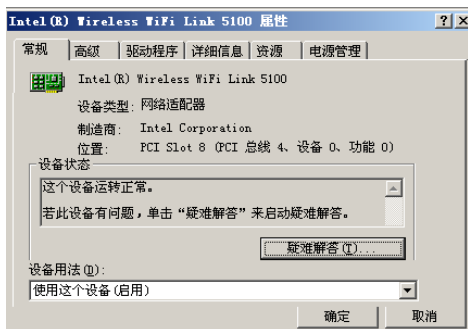 Intel(R) Wireless WiFi Link 5100 属性
常规 高级 驱动程序 详细信息 资源 电源管理
Intel(R) Wireless WiFi Link 5100
设备类型: 网络适配器
制造商: Intel Corporation
位置: PCI Slot 8 (PCI 总线 4、设备 0、功能 0)
设备状态
这个设备运转正常。
若此设备有问题，单击“疑难解答”来启动疑难解答。
疑难解答(T)...
设备用法(D):
使用这个设备(启用)
确定 取消